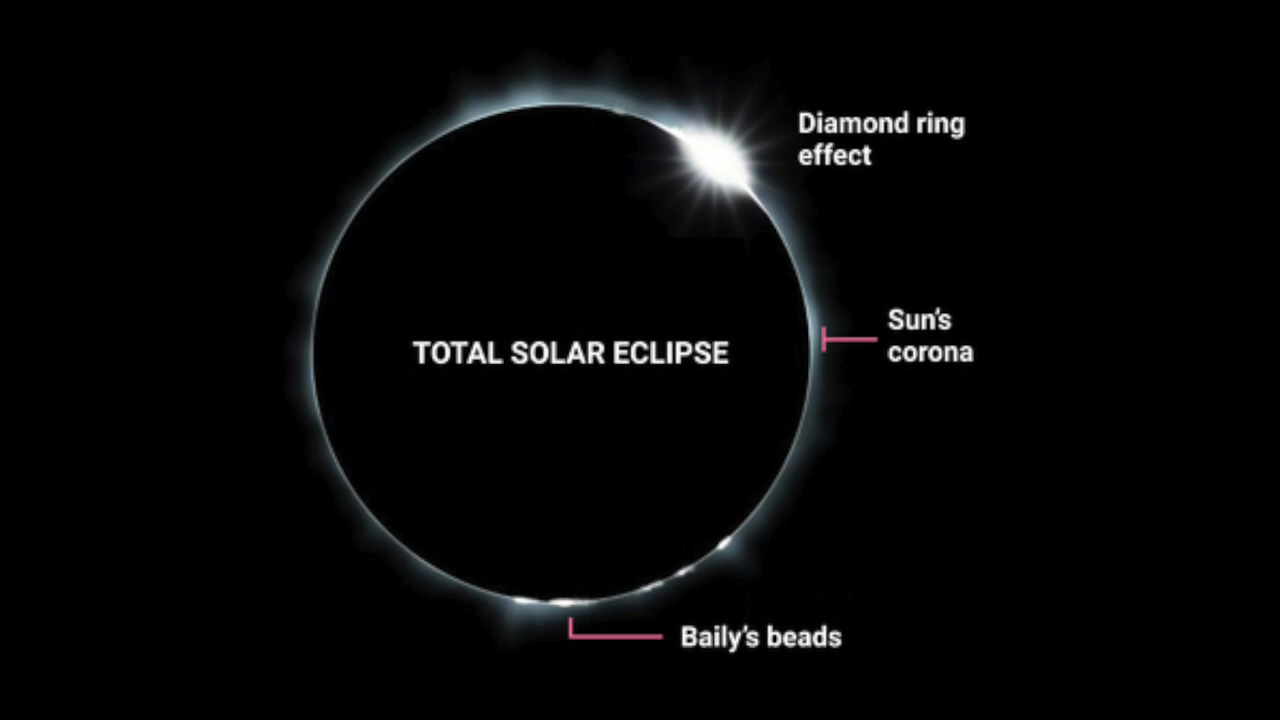 Diamond ring
effect
Sun's
corona
TOTAL SOLAR ECLIPSE
Baily's beads